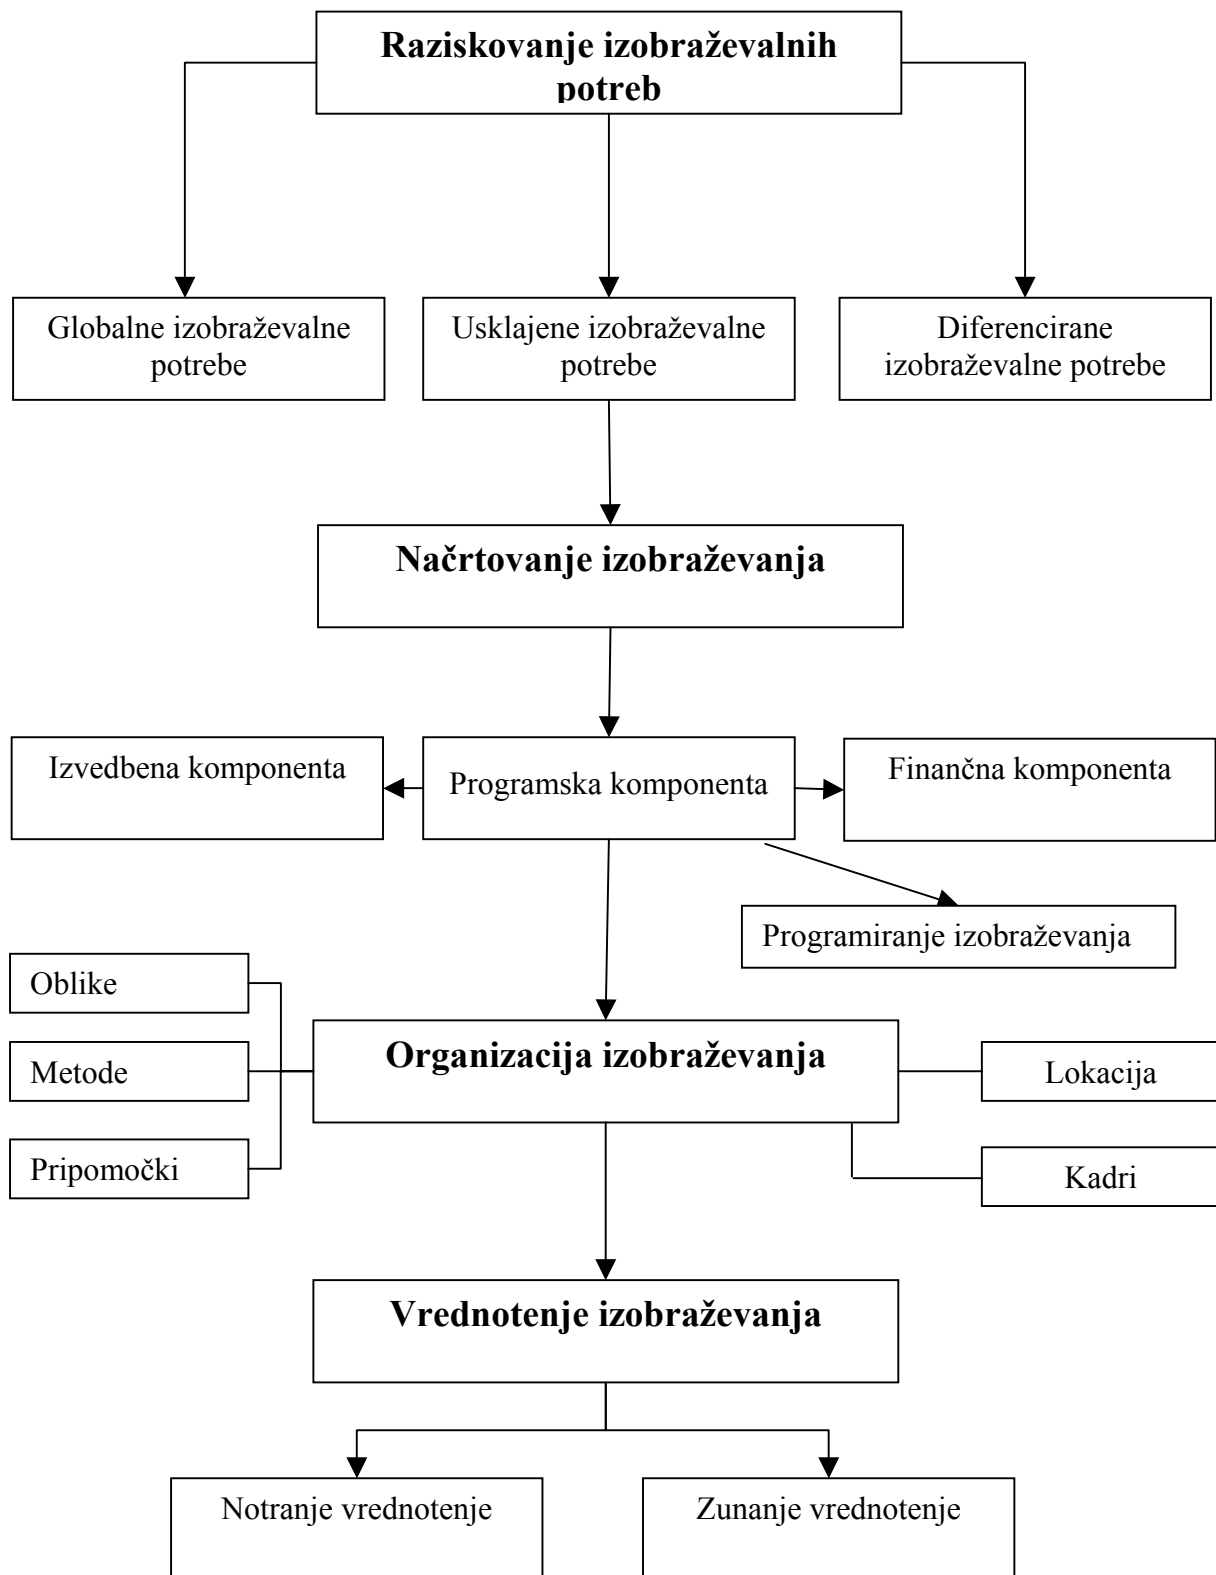 Raziskovanje izobraževalnih
potreb
Globalne izobraževalne
potrebe
Usklajene izobraževalne
potrebe
Diferencirane
izobraževalne potrebe
Načrtovanje izobraževanja
Izvedbena komponenta
Programska komponenta
Finančna komponenta
Programiranje izobraževanja
Oblike
Metode
Pripomočki
Organizacija izobraževanja
Lokacija
Kadri
Vrednotenje izobraževanja
Notranje vrednotenje
Zunanje vrednotenje